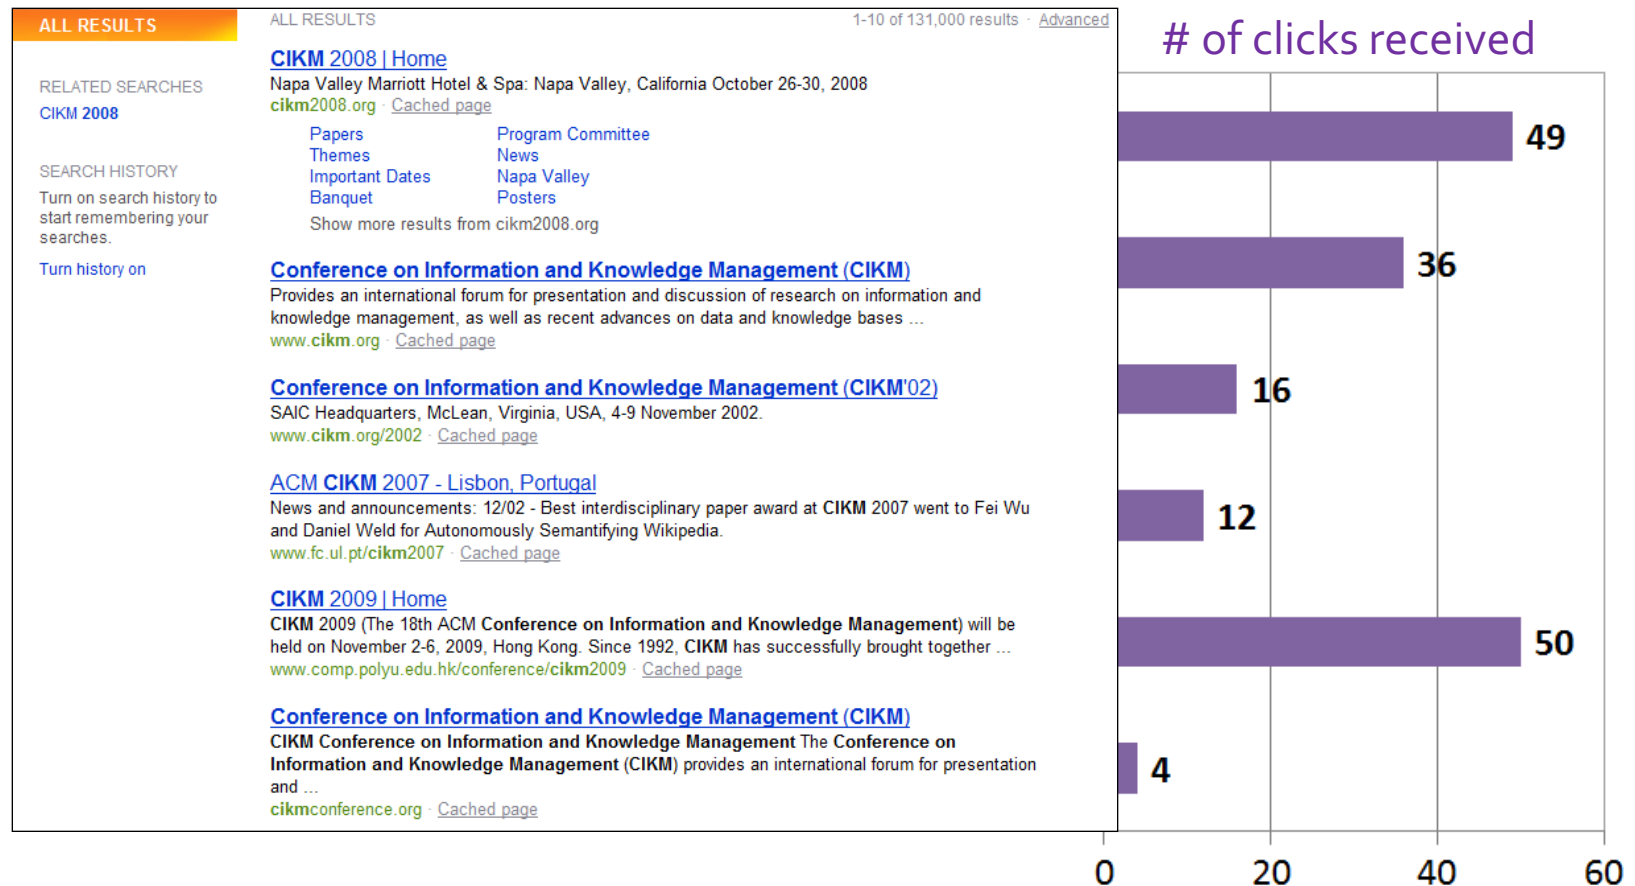 ALL RESULTS
RELATED SEARCHES
CIKM 2008
SEARCH HISTORY
Turn on search history to
start remembering your
searches.
Turn history on
ALL RESULTS
1-10 of 131,000 results · Advanced
CIKM 2008 | Home
Napa Valley Marriott Hotel & Spa: Napa Valley, California October 26-30, 2008
cikm2008.org · Cached page
Papers Program Committee
Themes News
Important Dates Napa Valley
Banquet Posters
Show more results from cikm2008.org
Conference on Information and Knowledge Management (CIKM)
Provides an international forum for presentation and discussion of research on information and
knowledge management, as well as recent advances on data and knowledge bases ...
www.cikm.org · Cached page
Conference on Information and Knowledge Management (CIKM'02)
SAIC Headquarters, McLean, Virginia, USA, 4-9 November 2002.
www.cikm.org/2002 · Cached page
ACM CIKM 2007 - Lisbon, Portugal
News and announcements: 12/02 - Best interdisciplinary paper award at CIKM 2007 went to Fei Wu
and Daniel Weld for Autonomously Semantifying Wikipedia.
www.fc.ul.pt/cikm2007 · Cached page
CIKM 2009 | Home
CIKM 2009 (The 18th ACM Conference on Information and Knowledge Management) will be
held on November 2-6, 2009, Hong Kong. Since 1992, CIKM has successfully brought together ...
www.comp.polyu.edu.hk/conference/cikm2009 · Cached page
Conference on Information and Knowledge Management (CIKM)
CIKM Conference on Information and Knowledge Management The Conference on
Information and Knowledge Management (CIKM) provides an international forum for presentation
and ...
cikmconference.org · Cached page
# of clicks received
49
36
16
12
50
4
0 20 40 60